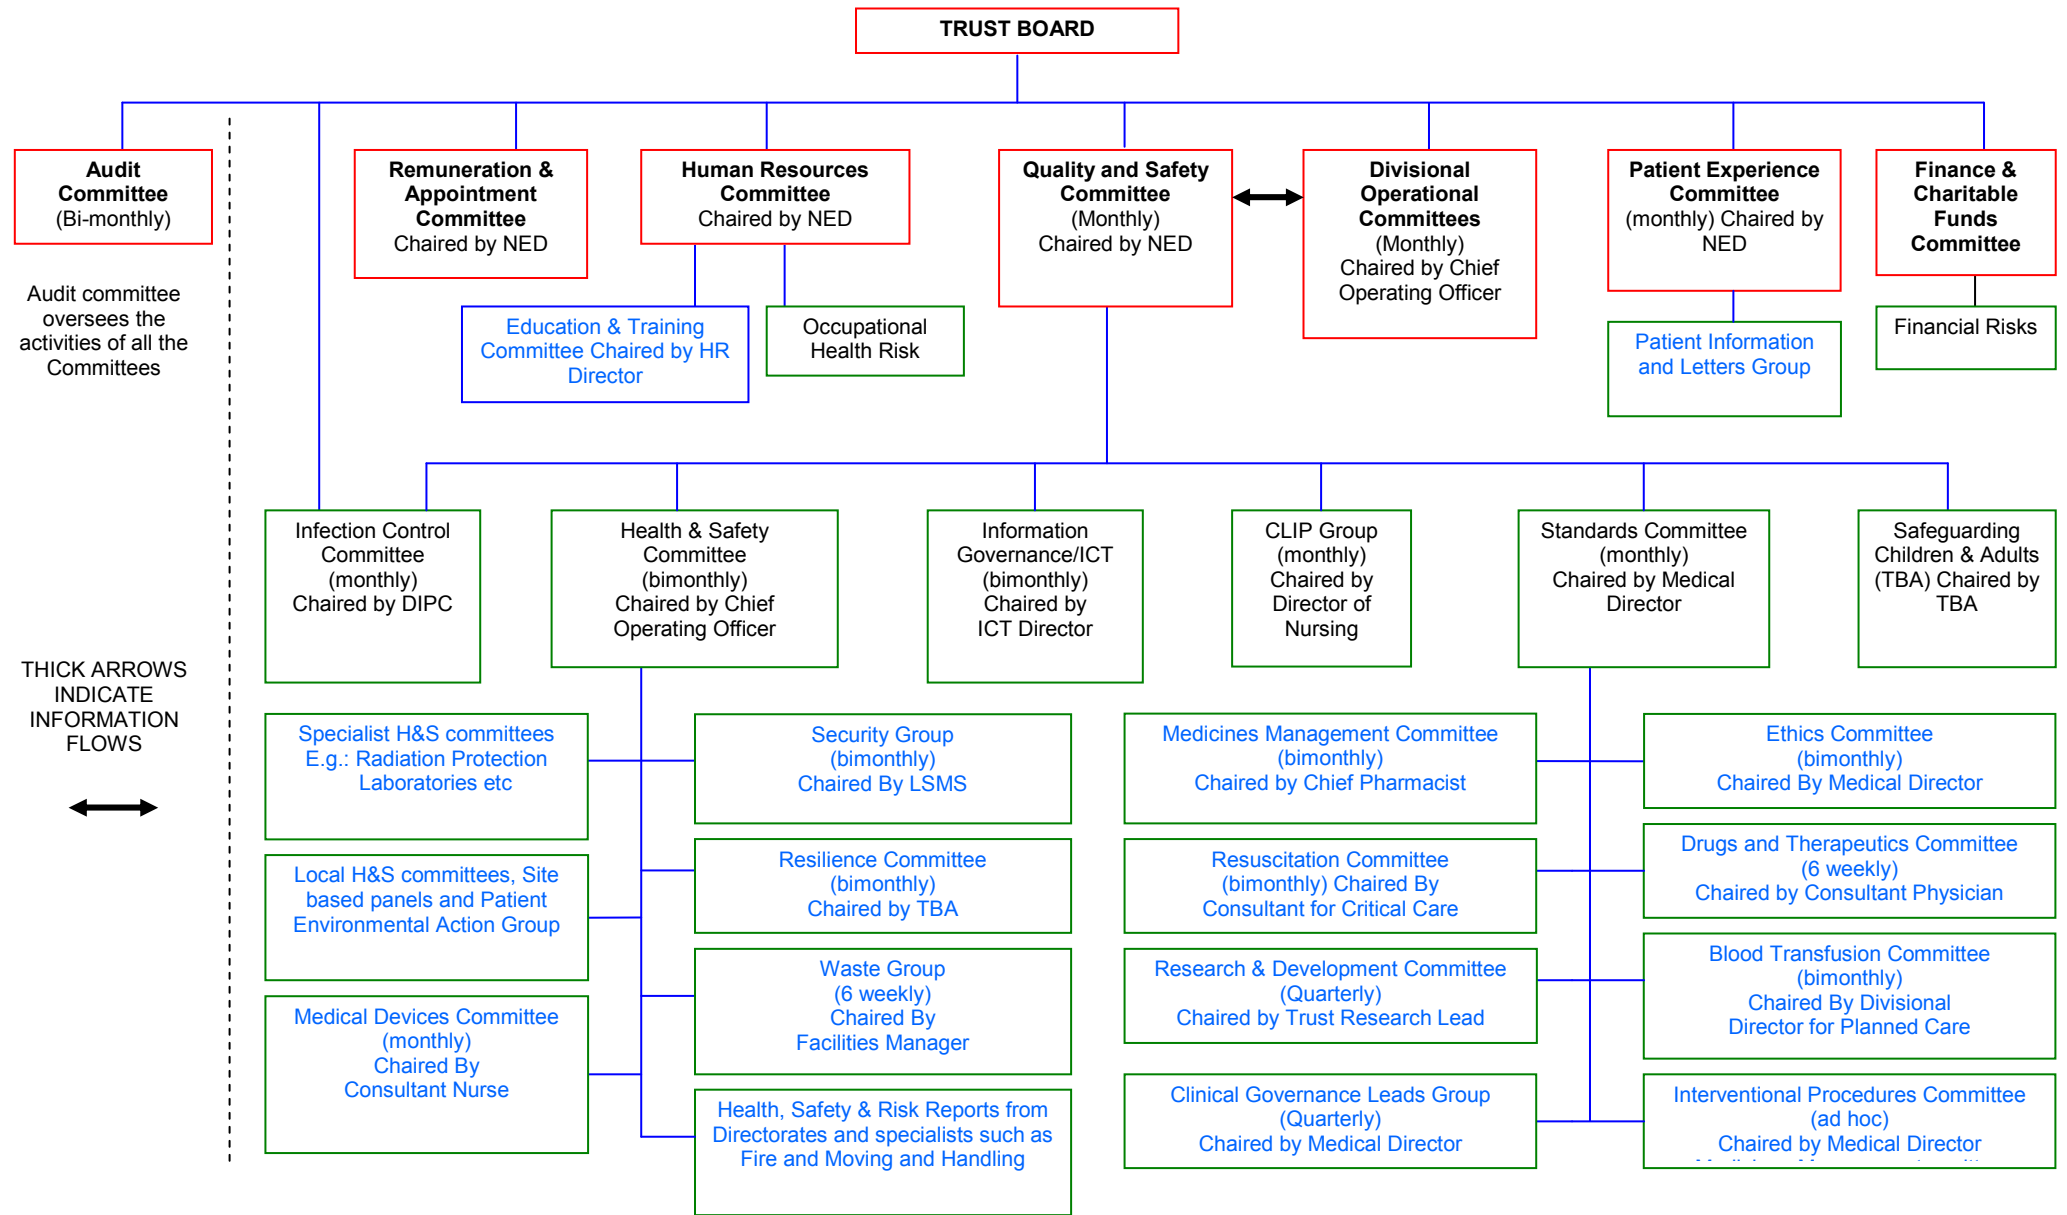 TRUST BOARD
Audit
Committee
(Bi-monthly)
Remuneration &
Appointment
Committee
Chaired by NED
Human Resources
Committee
Chaired by NED
Quality and Safety
Committee
(Monthly)
Chaired by NED
Divisional
Operational
Committees
(Monthly)
Chaired by Chief
Operating Officer
Patient Experience
Committee
(monthly) Chaired by
NED
Finance &
Charitable
Funds
Committee
Audit committee
oversees the
activities of all the
Committees
Education & Training
Committee Chaired by HR
Director
Occupational
Health Risk
Patient Information
and Letters Group
Financial Risks
Infection Control
Committee
(monthly)
Chaired by DIPC
Health & Safety
Committee
(bimonthly)
Chaired by Chief
Operating Officer
Information
Governance/ICT
(bimonthly)
Chaired by
ICT Director
CLIP Group
(monthly)
Chaired by
Director of
Nursing
Standards Committee
(monthly)
Chaired by Medical
Director
Safeguarding
Children & Adults
(TBA) Chaired by
TBA
THICK ARROWS
INDICATE
INFORMATION
FLOWS
Specialist H&S committees
E.g.: Radiation Protection
Laboratories etc
Local H&S committees, Site
based panels and Patient
Environmental Action Group
Medical Devices Committee
(monthly)
Chaired By
Consultant Nurse
Security Group
(bimonthly)
Chaired By LSMS
Resilience Committee
(bimonthly)
Chaired by TBA
Waste Group
(6 weekly)
Chaired By
Facilities Manager
Health, Safety & Risk Reports from
Directorates and specialists such as
Fire and Moving and Handling
Medicines Management Committee
(bimonthly)
Chaired by Chief Pharmacist
Resuscitation Committee
(bimonthly) Chaired By
Consultant for Critical Care
Research & Development Committee
(Quarterly)
Chaired by Trust Research Lead
Clinical Governance Leads Group
(Quarterly)
Chaired by Medical Director
Ethics Committee
(bimonthly)
Chaired By Medical Director
Drugs and Therapeutics Committee
(6 weekly)
Chaired by Consultant Physician
Blood Transfusion Committee
(bimonthly)
Chaired By Divisional
Director for Planned Care
Interventional Procedures Committee
(ad hoc)
Chaired by Medical Director